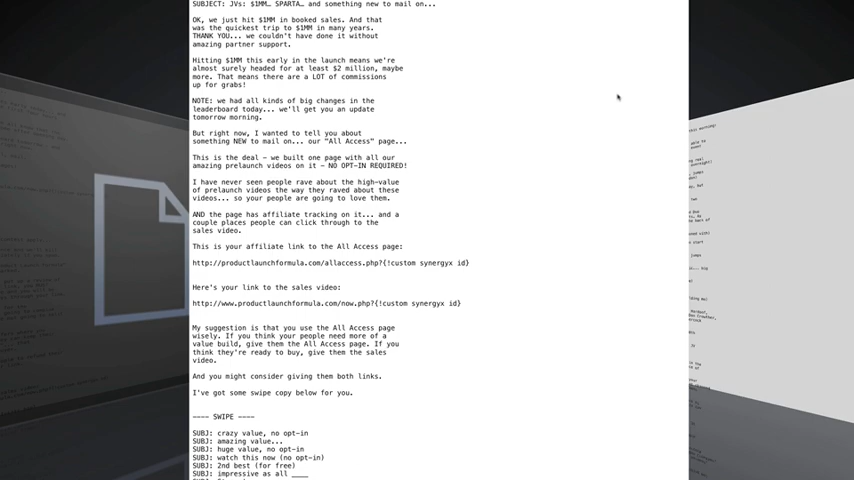 SUBJECT: JVs: $1MM… SPARTA… and something new to mail on...
OK, we just hit $1MM in booked sales. And that
was the quickest trip to $1MM in many years.
THANK YOU... we couldn't have done it without
amazing partner support.
Hitting $1MM this early in the launch means we're
almost surely headed for at least $2 million, maybe
more. That means there are a LOT of commissions
up for grabs!
NOTE: we had all kinds of big changes in the
leaderboard today... we'll get you an update
tomorrow morning.
But right now, I wanted to tell you about
something NEW to mail on... our "All Access" page...
This is the deal - we built one page with all our
amazing prelaunch videos on it - NO OPT-IN REQUIRED!
I have never seen people rave about the high-value
of prelaunch videos the way they raved about these
videos... so your people are going to love them.
AND the page has affiliate tracking on it... and a
couple places people can click through to the
sales video.
This is your affiliate link to the All Access page:
http://productlaunchformula.com/allaccess.php?{!custom synergyx id}
Here's your link to the sales video:
http://www.productlaunchformula.com/now.php?{!custom synergyx id}
My suggestion is that you use the All Access page
wisely. If you think your people need more of a
value build, give them the All Access page. If you
think they're ready to buy, give them the sales
video.
And you might consider giving them both links.
I've got some swipe copy below for you.
---- SWIPE ----
SUBJ: crazy value, no opt-in
SUBJ: amazing value...
SUBJ: huge value, no opt-in
SUBJ: watch this now (no opt-in)
SUBJ: 2nd best (for free)
SUBJ: impressive as all ____